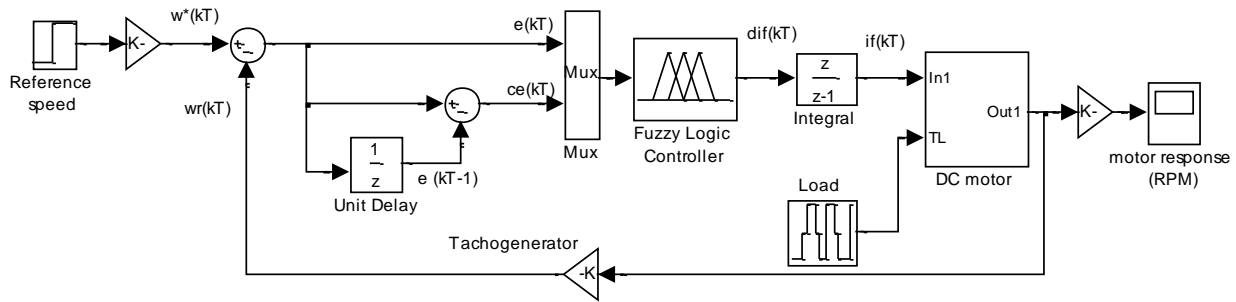 w*(kT)
K-
Reference
speed
wr(kT)
e(kT)
ce(kT)
1
z
e (kT-1)
Unit Delay
Mux
Mux
Fuzzy Logic
Controller
dif(kT)
z
z-1
Integral
if(kT)
In1
TL
Out1
DC motor
K-
motor response
(RPM)
Load
Tachogenerator
-K